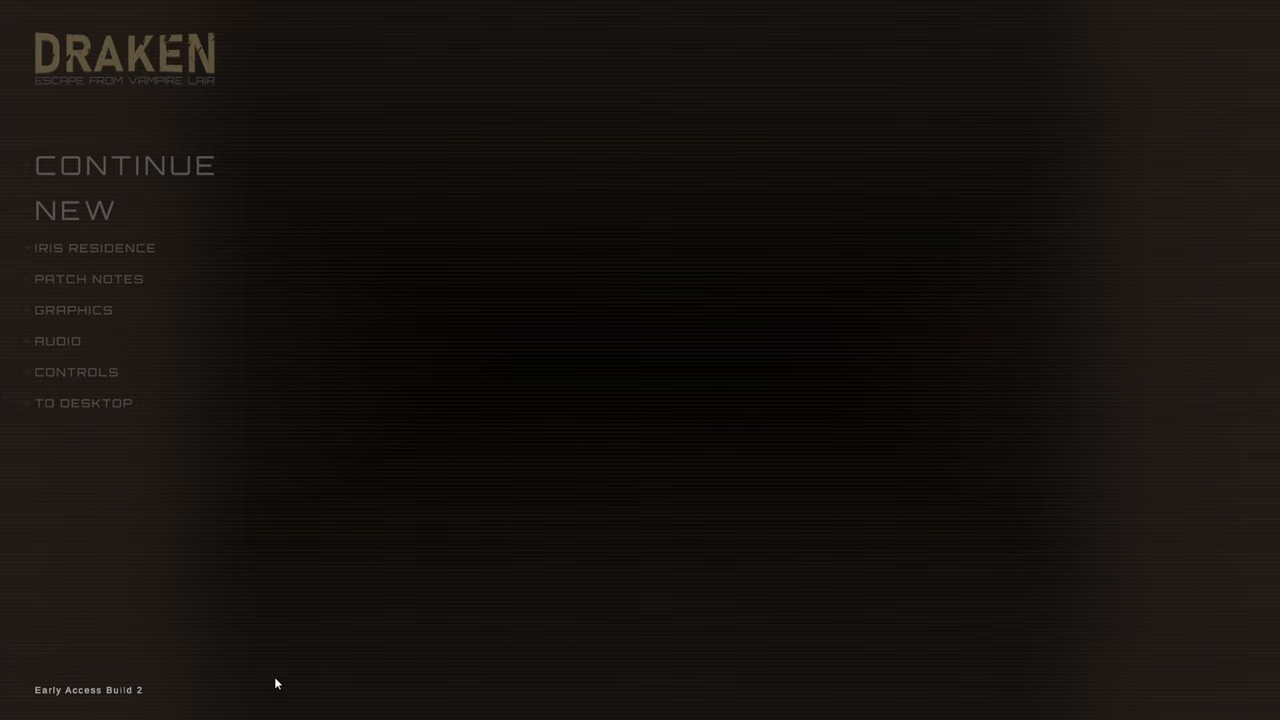 DRAKEN
ESCAPE FROM VAMPIRE LAIR
CONTINUE
NEW
IRIS RESIDENCE
PATCH NOTES
GRAPHICS
AUDIO
CONTROLS
TO DESKTOP
Early Access Build 2